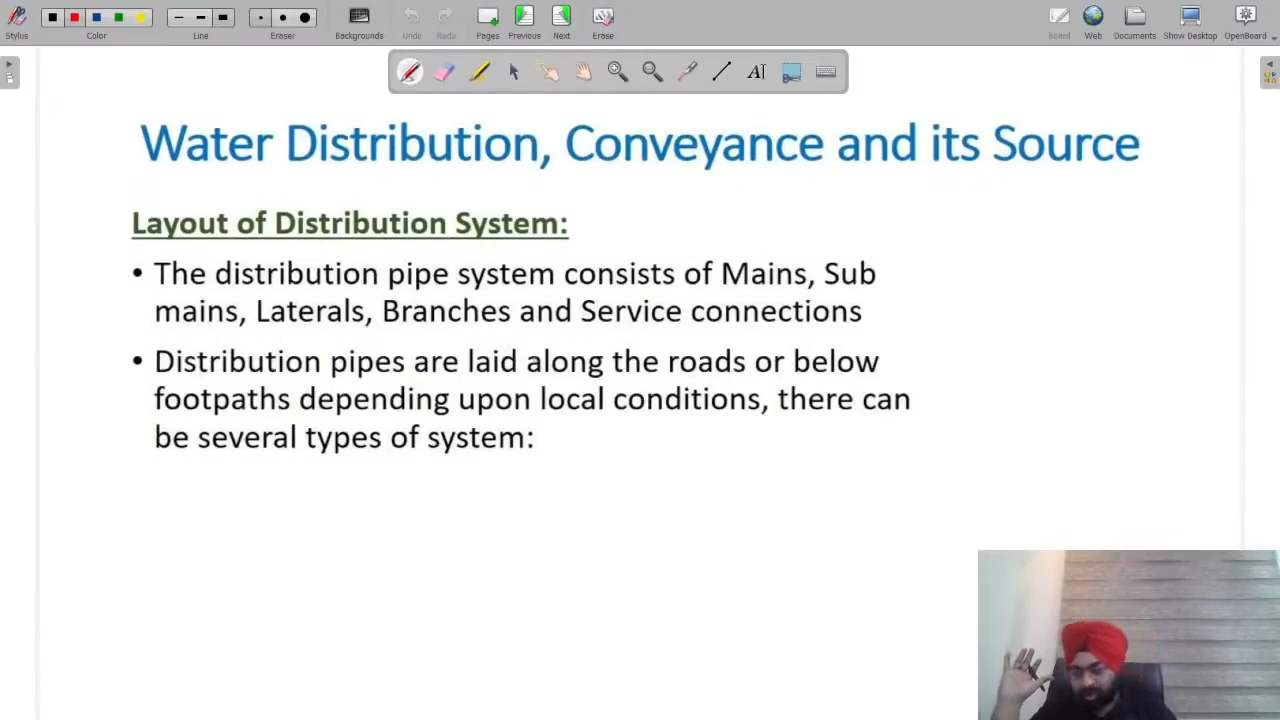 Stylus
Color
Line
Eraser
Backgrounds
Undo
Redo
Pages
Previous
Next
Erase
Board
Web
Documents
Show Desktop
OpenBoard
Water Distribution, Conveyance and its Source
Layout of Distribution System:
• The distribution pipe system consists of Mains, Sub
mains, Laterals, Branches and Service connections
• Distribution pipes are laid along the roads or below
footpaths depending upon local conditions, there can
be several types of system: